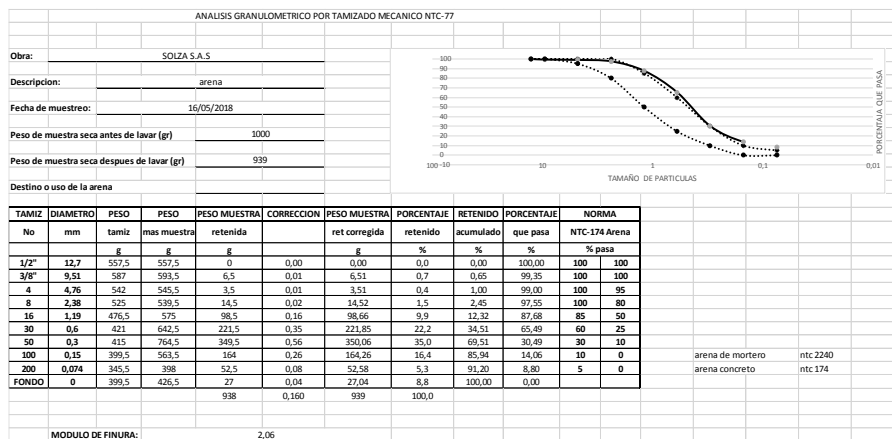 ANALISIS GRANULOMETRICO POR TAMIZADO MECANICO NTC-77
Obra: SOLZA S.A.S
Descripcion: arena
Fecha de muestreo: 16/05/2018
Peso de muestra seca antes de lavar (gr) 1000
Peso de muestra seca despues de lavar (gr) 939
Destino o uso de la arena
100
90
80
70
60
50
40
30
20
10
0
-10
100 10 1 0,1 0,01
TAMAÑO DE PARTICULAS
PORCENTAJA QUE PASA
TAMIZ DIAMETRO PESO PESO PESO MUESTRA CORRECCION PESO MUESTRA PORCENTAJE RETENIDO PORCENTAJE NORMA
No mm tamiz mas muestra retenida ret corregida retenido acumulado que pasa NTC-174 Arena
g g g g % % % % pasa
1/2" 12,7 557,5 557,5 0 0,00 0,00 0,0 0,00 100,00 100 100
3/8" 9,51 587 593,5 6,5 0,01 6,51 0,7 0,65 99,35 100 100
4 4,76 542 545,5 3,5 0,01 3,51 0,4 1,00 99,00 100 95
8 2,38 525 539,5 14,5 0,02 14,52 1,5 2,45 97,55 100 80
16 1,19 476,5 575 98,5 0,16 98,66 9,9 12,32 87,68 85 50
30 0,6 421 642,5 221,5 0,35 221,85 22,2 34,51 65,49 60 25
50 0,3 415 764,5 349,5 0,56 350,06 35,0 69,51 30,49 30 10
100 0,15 399,5 563,5 164 0,26 164,26 16,4 85,94 14,06 10 0 arena de mortero ntc 2240
200 0,074 345,5 398 52,5 0,08 52,58 5,3 91,20 8,80 5 0 arena concreto ntc 174
FONDO 0 399,5 426,5 27 0,04 27,04 8,8 100,00 0,00
938 0,160 939 100,0
MODULO DE FINURA: 2,06